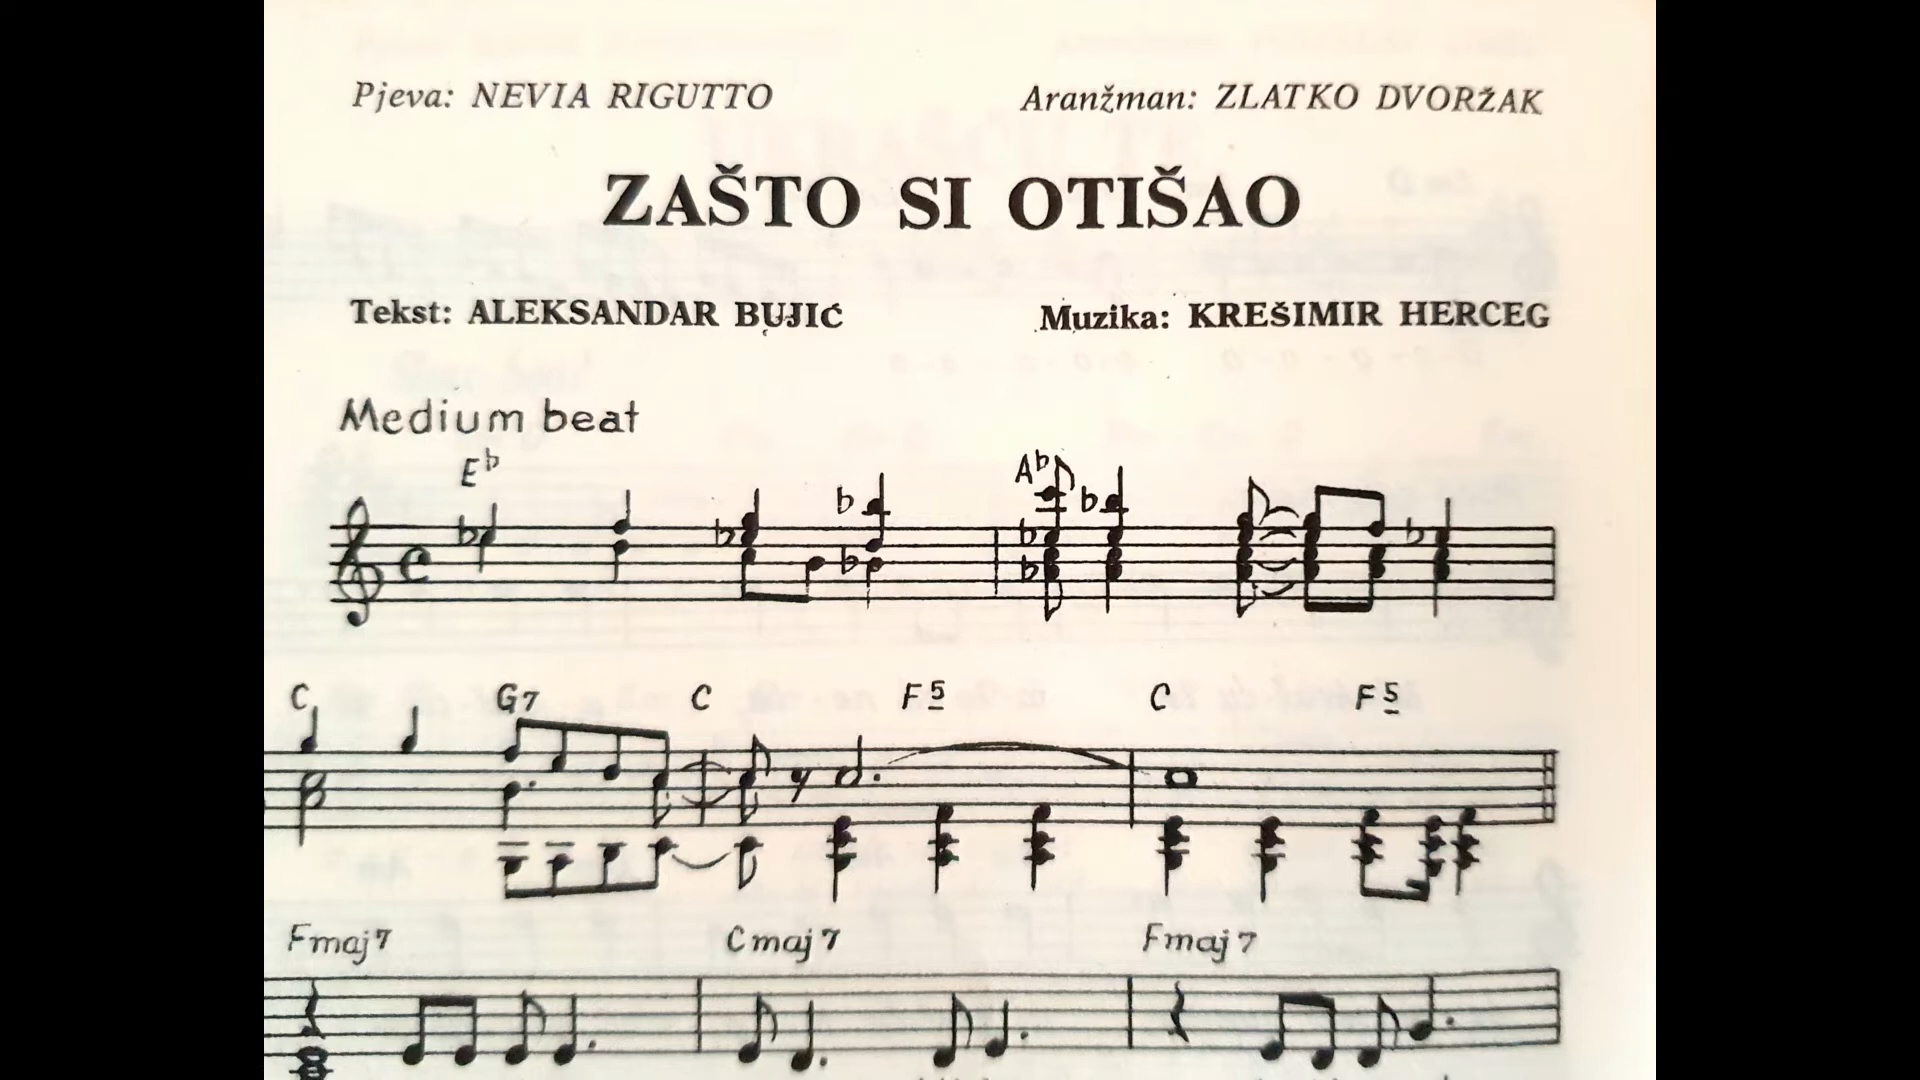 Pjeva: NEVIA RIGUTTO Aranžman: ZLATKO DVORŽAK
ZAŠTO SI OTIŠAO
Tekst: ALEKSANDAR BUJIĆ Muzika: KREŠIMIR HERCEG
Medium beat
E♭ A♭
C G7 C F5 C F5
Fmaj7 Cmaj7 Fmaj7